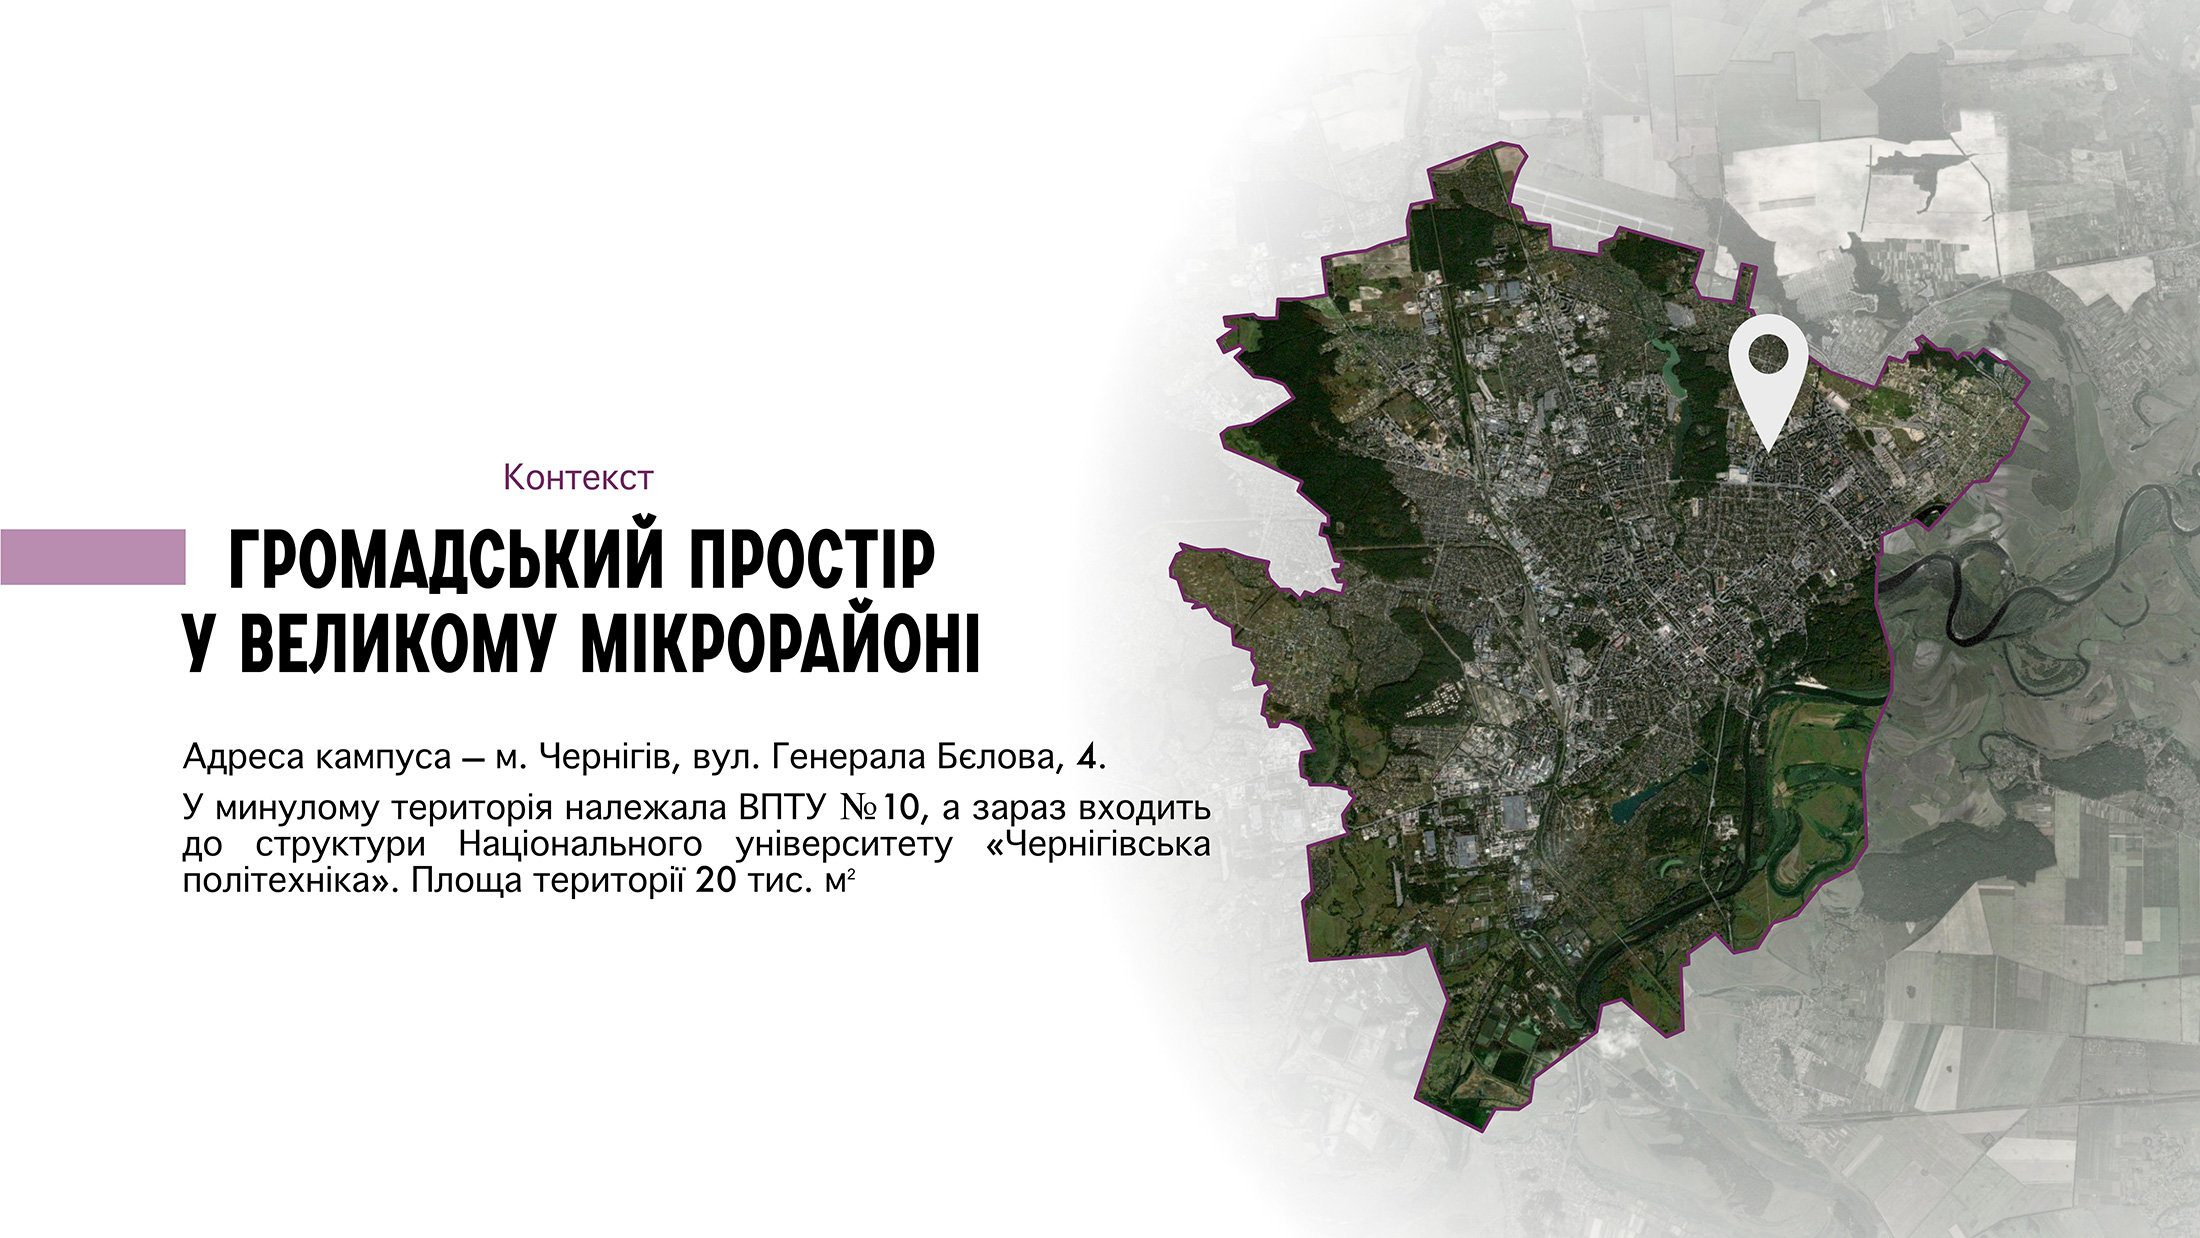 Контекст
ГРОМАДСЬКИЙ ПРОСТІР
У ВЕЛИКОМУ МІКРОРАЙОНІ
Адреса кампуса – м. Чернігів, вул. Генерала Бєлова, 4.
У минулому територія належала ВПТУ №10, а зараз входить
до структури Національного університету «Чернігівська
політехніка». Площа території 20 тис. м²